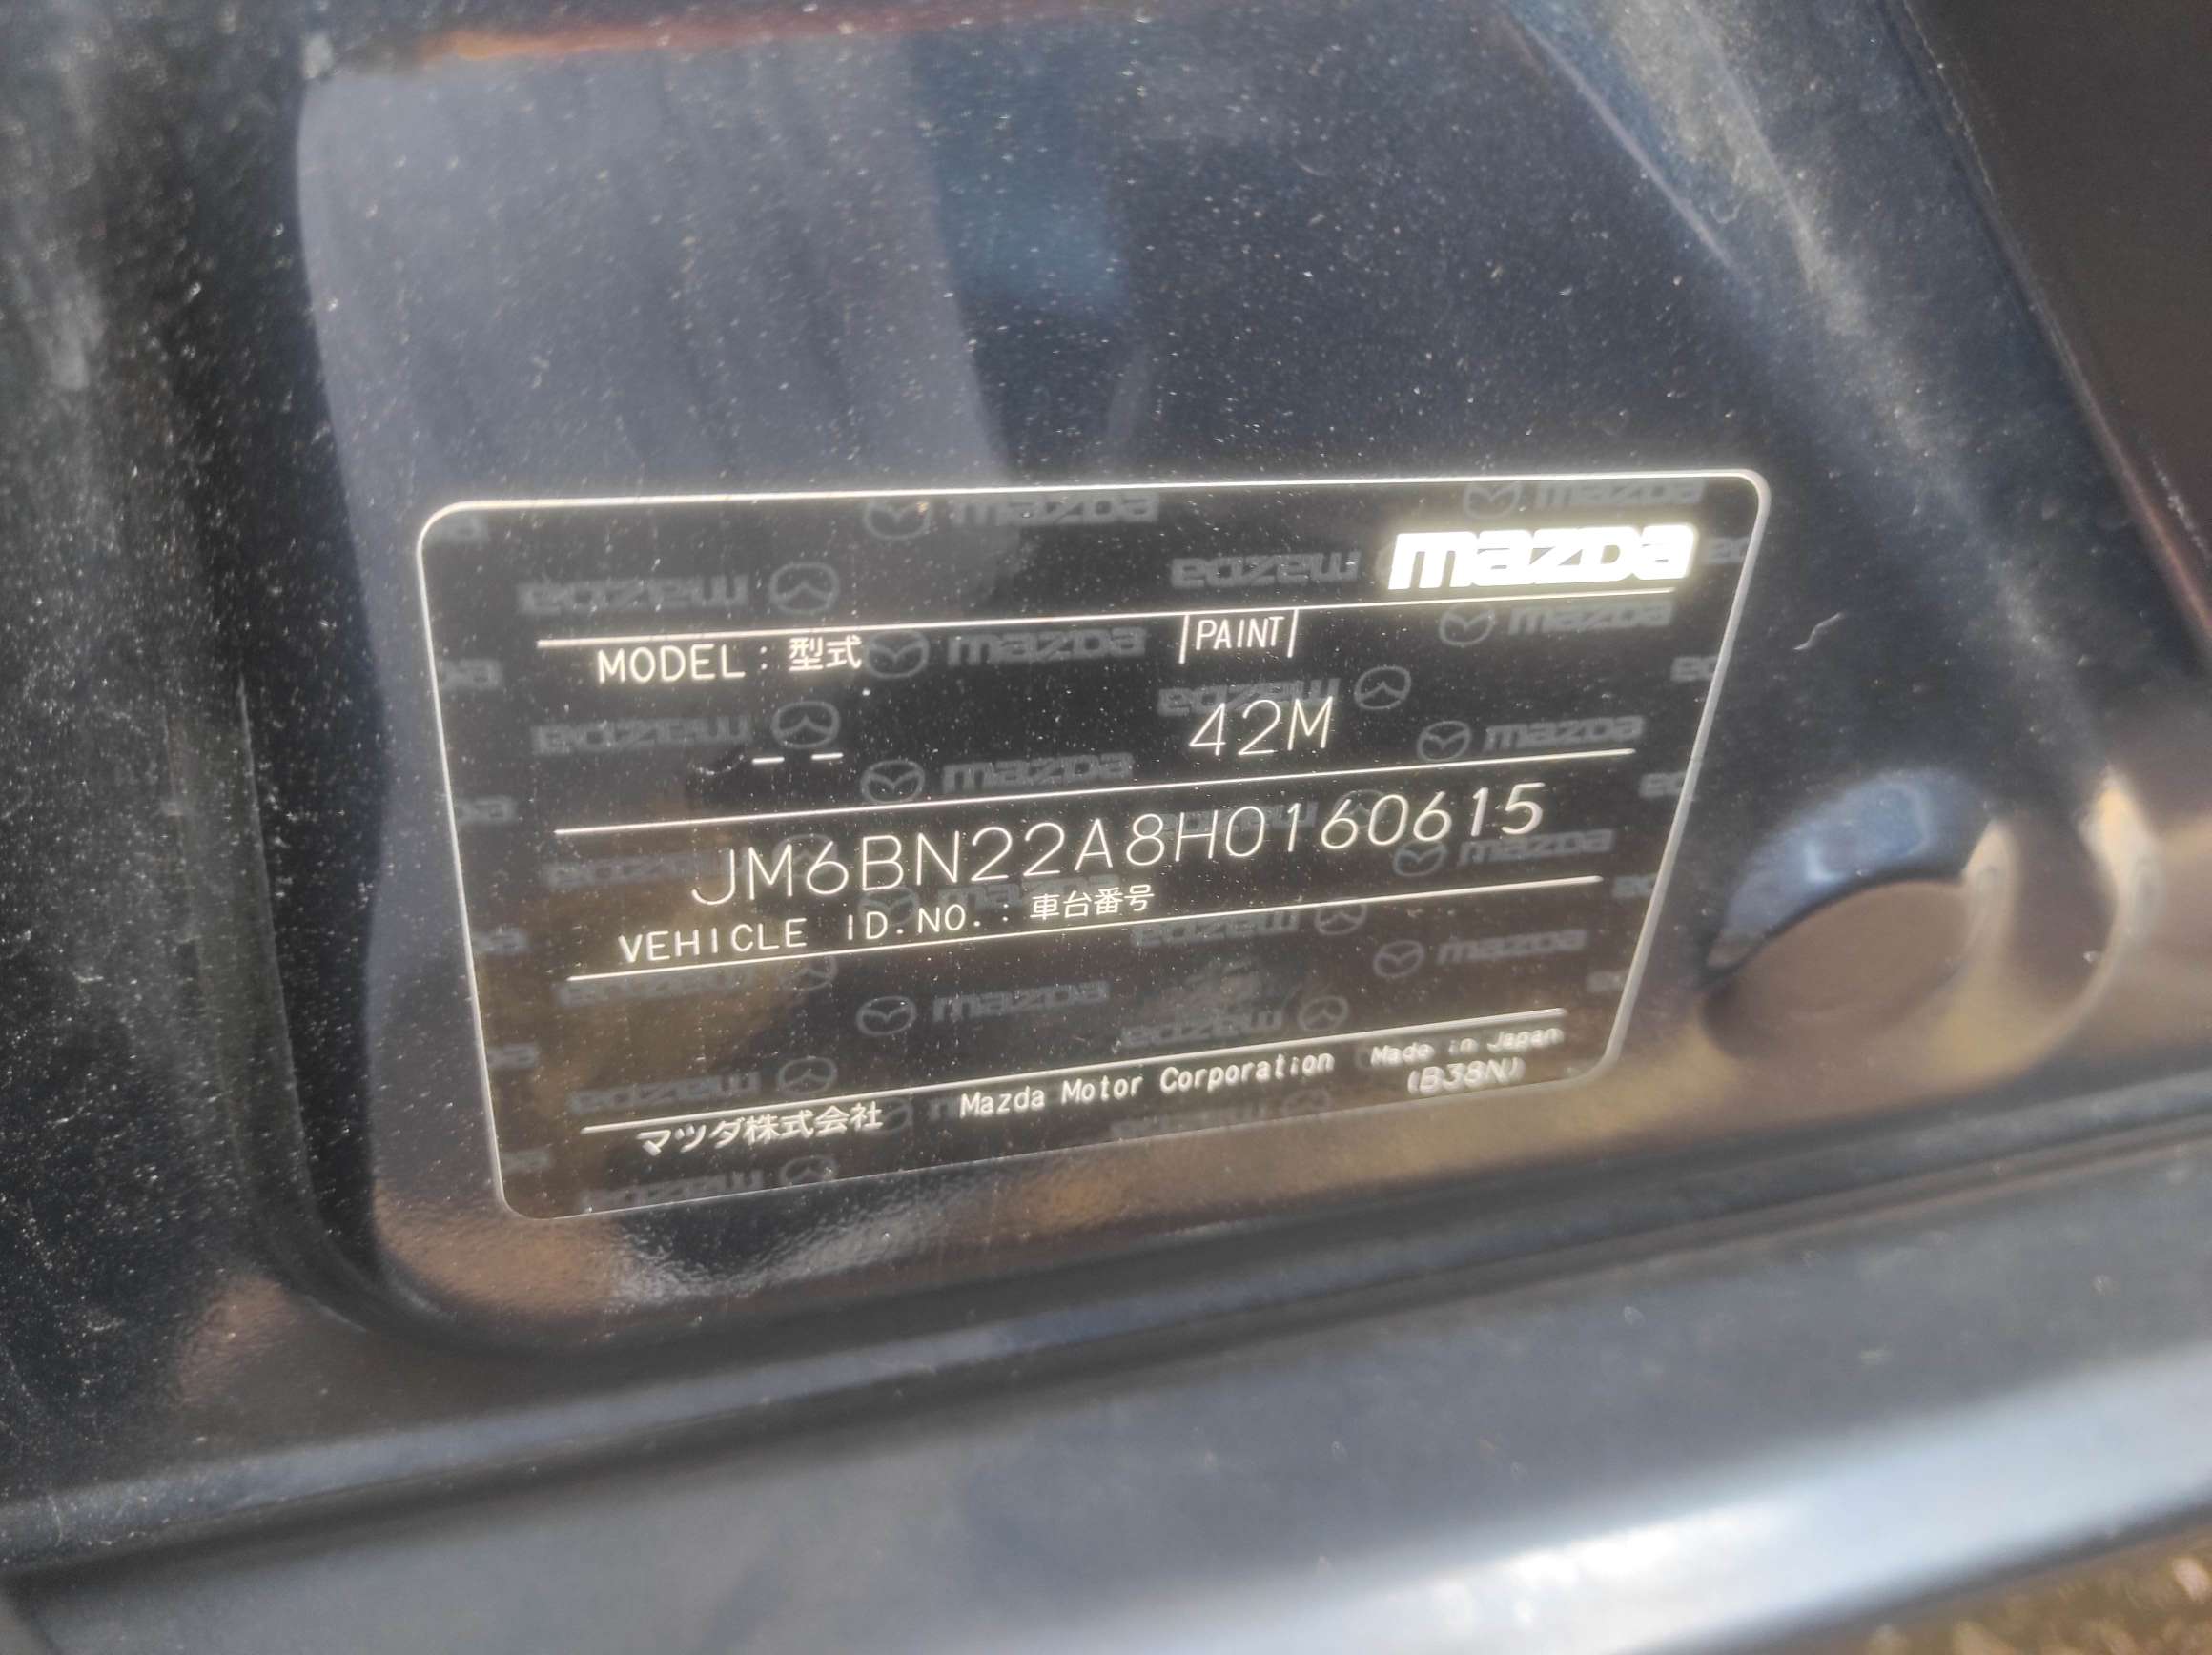 mazda
MODEL : 型式
PAINT
-- 42M
JM6BN22A8H0160615
VEHICLE ID.NO. : 車台番号
マツダ株式会社 Mazda Motor Corporation Made in Japan
(B38N)